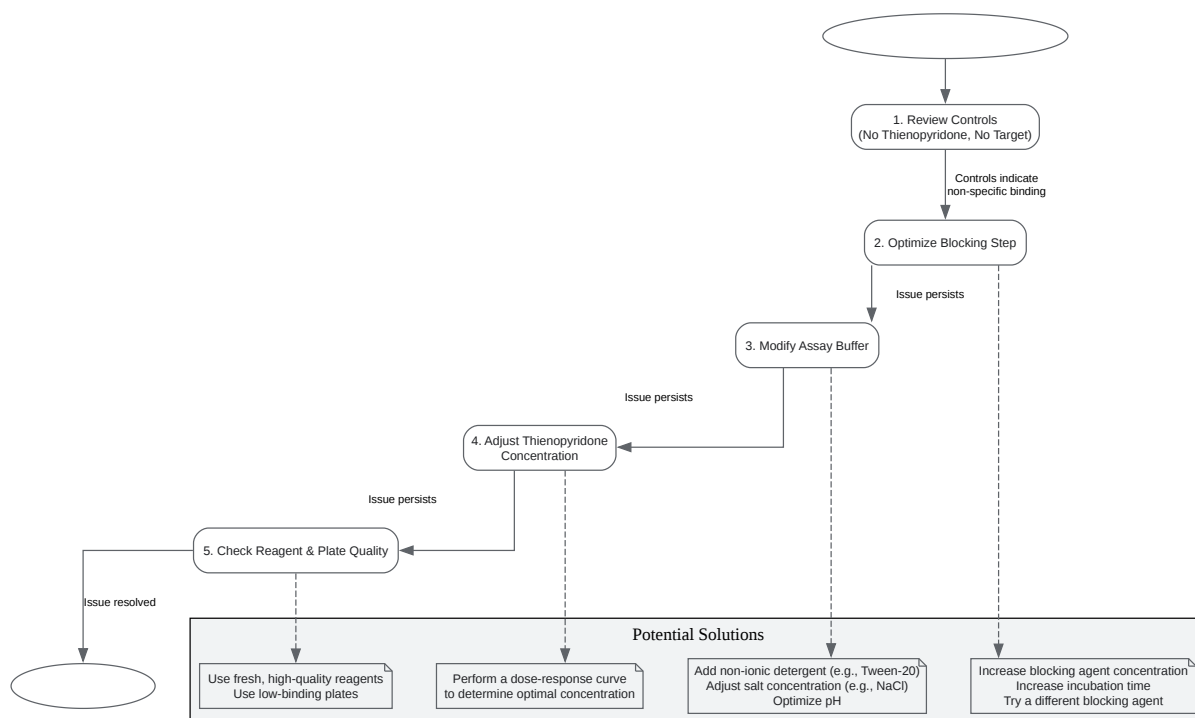 1. Review Controls
(No Thienopyridone, No Target)
Controls indicate
non-specific binding
2. Optimize Blocking Step
Issue persists
3. Modify Assay Buffer
Issue persists
4. Adjust Thienopyridone
Concentration
Issue persists
5. Check Reagent & Plate Quality
Issue resolved
Potential Solutions
Use fresh, high-quality reagents
Use low-binding plates
Perform a dose-response curve
to determine optimal concentration
Add non-ionic detergent (e.g., Tween-20)
Adjust salt concentration (e.g., NaCl)
Optimize pH
Increase blocking agent concentration
Increase incubation time
Try a different blocking agent